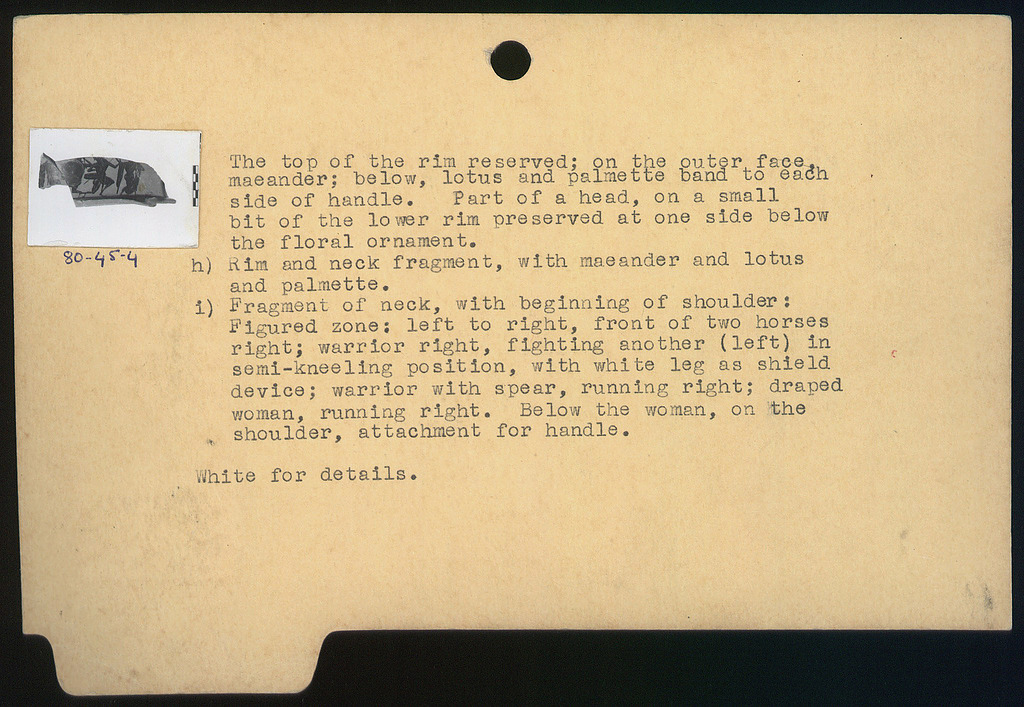 The top of the rim reserved; on the outer face,
maeander; below, lotus and palmette band to each
side of handle. Part of a head, on a small
bit of the lower rim preserved at one side below
the floral ornament.
80-45-4
h) Rim and neck fragment, with maeander and lotus
and palmette.
i) Fragment of neck, with beginning of shoulder:
Figured zone: left to right, front of two horses
right; warrior right, fighting another (left) in
semi-kneeling position, with white leg as shield
device; warrior with spear, running right; draped
woman, running right. Below the woman, on the
shoulder, attachment for handle.
White for details.